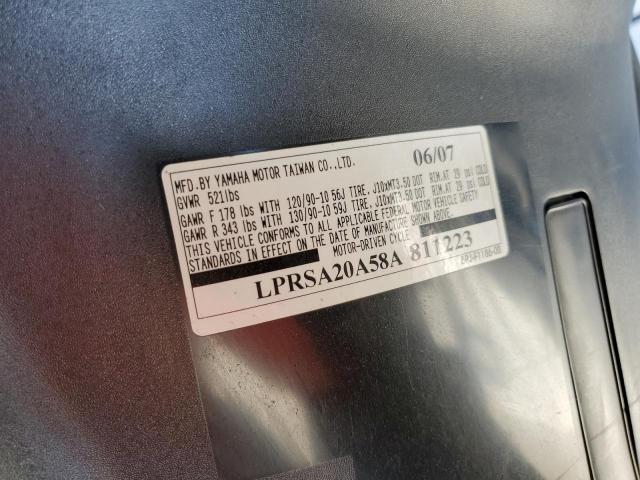 MFD.BY YAMAHA MOTOR TAIWAN CO.,LTD. 06/07
GVWR 521lbs
GAWR F 178 lbs WITH 120/90-10 56J TIRE, J10xMT3.50 DOT RIM.AT 19 psi COLD
GAWR R 343 lbs WITH 130/90-10 59J TIRE, J10xMT3.50 DOT RIM.AT 29 psi COLD
THIS VEHICLE CONFORMS TO ALL APPLICABLE FEDERAL MOTOR VEHICLE SAFETY
STANDARDS IN EFFECT ON THE DATE OF MANUFACTURE SHOWN ABOVE.
MOTOR-DRIVEN CYCLE
LPRSA20A58A 811223